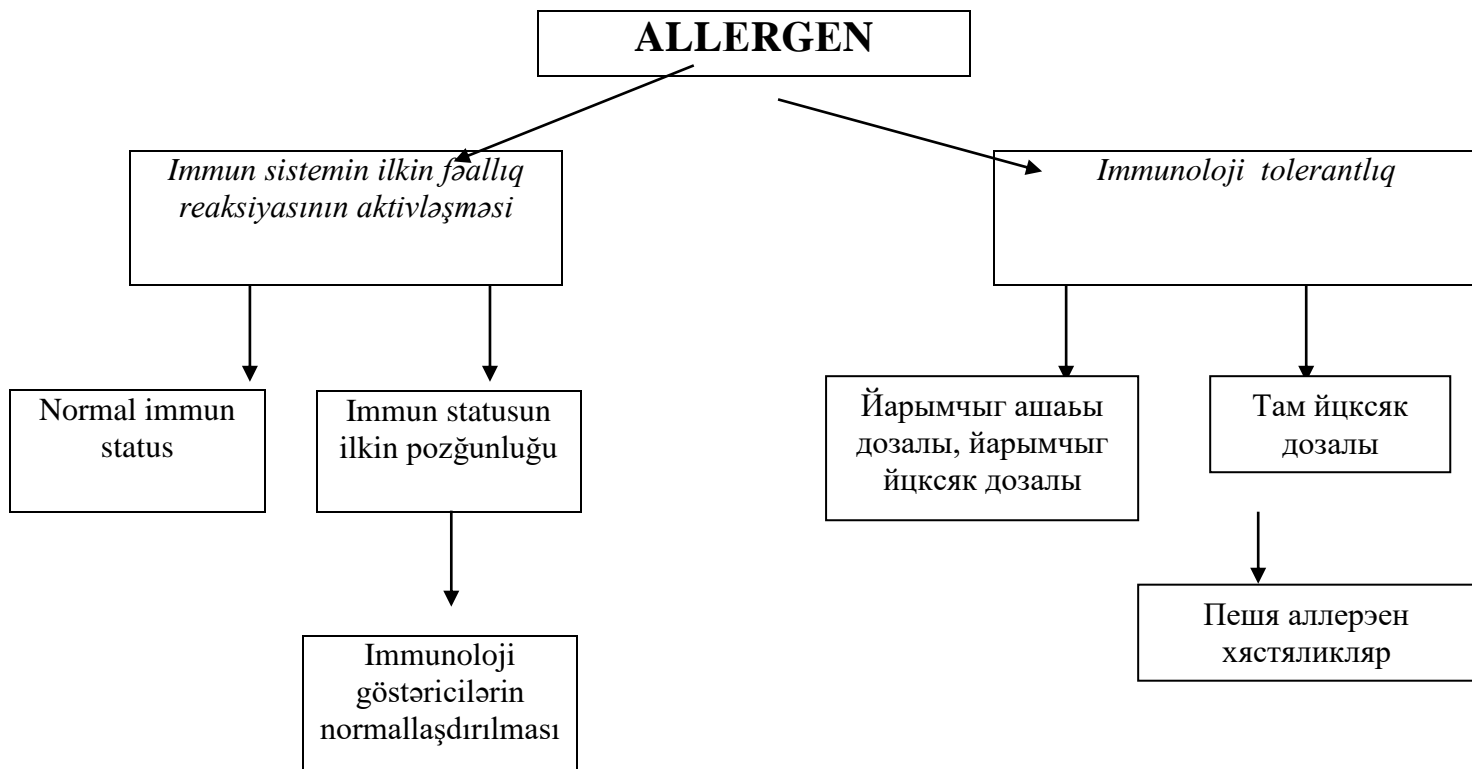 ALLERGEN
Immun sistemin ilkin fəallıq
reaksiyasının aktivləşməsi
Immunoloji tolerantlıq
Normal immun
status
Immun statusun
ilkin pozğunluğu
Йарымчыг ашаьы
дозалы, йарымчыг
йцксяк дозалы
Там йцксяк
дозалы
Пешя аллерэен
хястяликляр
Immunoloji
göstəricilərin
normallaşdırılması